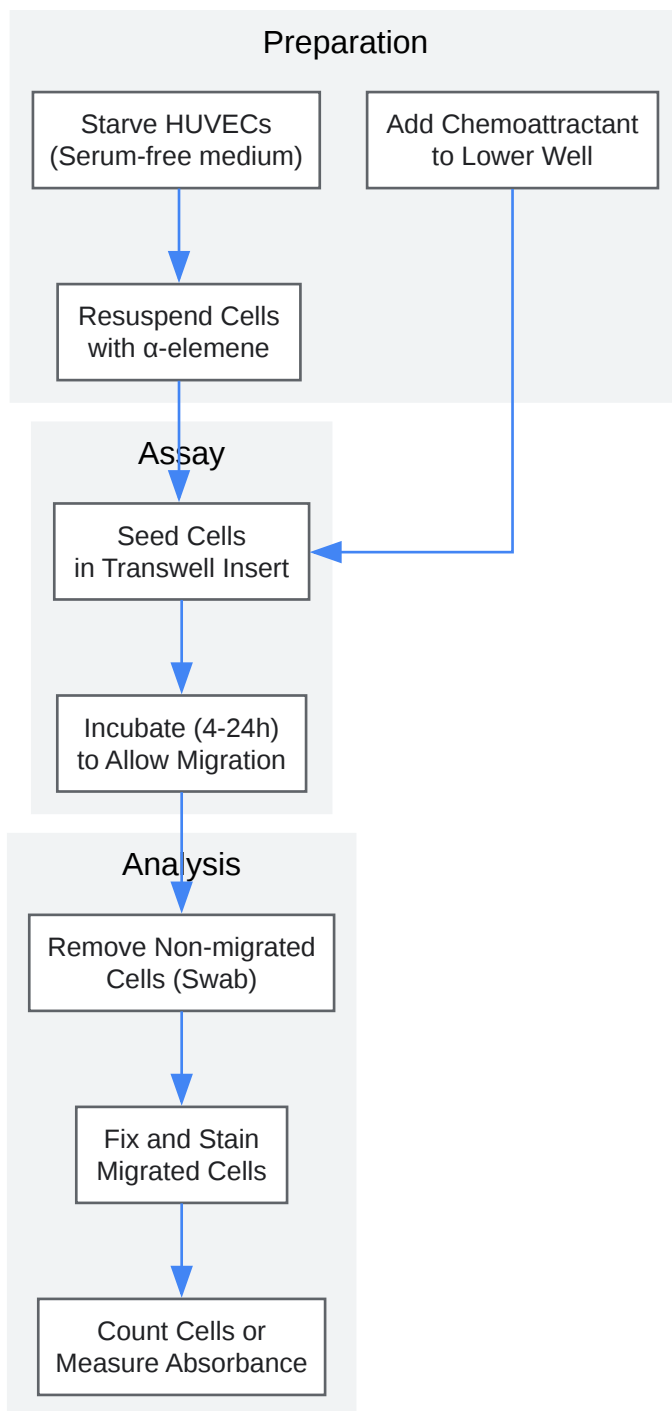 Preparation
Starve HUVECs
(Serum-free medium)
Add Chemoattractant
to Lower Well
Resuspend Cells
with α-elemene
Assay
Seed Cells
in Transwell Insert
Incubate (4-24h)
to Allow Migration
Analysis
Remove Non-migrated
Cells (Swab)
Fix and Stain
Migrated Cells
Count Cells or
Measure Absorbance